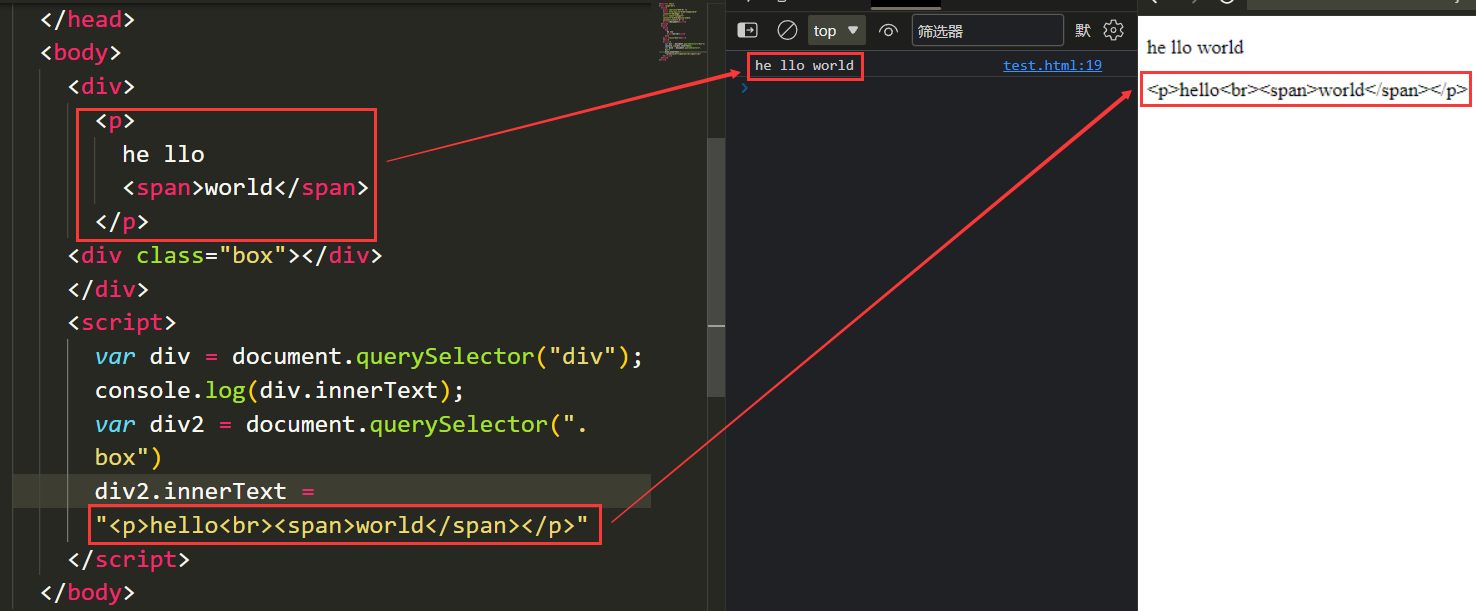 </head>
<body>
<div>
<p>
he llo
<span>world</span>
</p>
<div class="box"></div>
</div>
<script>
var div = document.querySelector("div");
console.log(div.innerText);
var div2 = document.querySelector(".
box")
div2.innerText =
"<p>hello<br><span>world</span></p>"
</script>
</body>
top
筛选器
默
he llo world
test.html:19
he llo world
<p>hello<br><span>world</span></p>